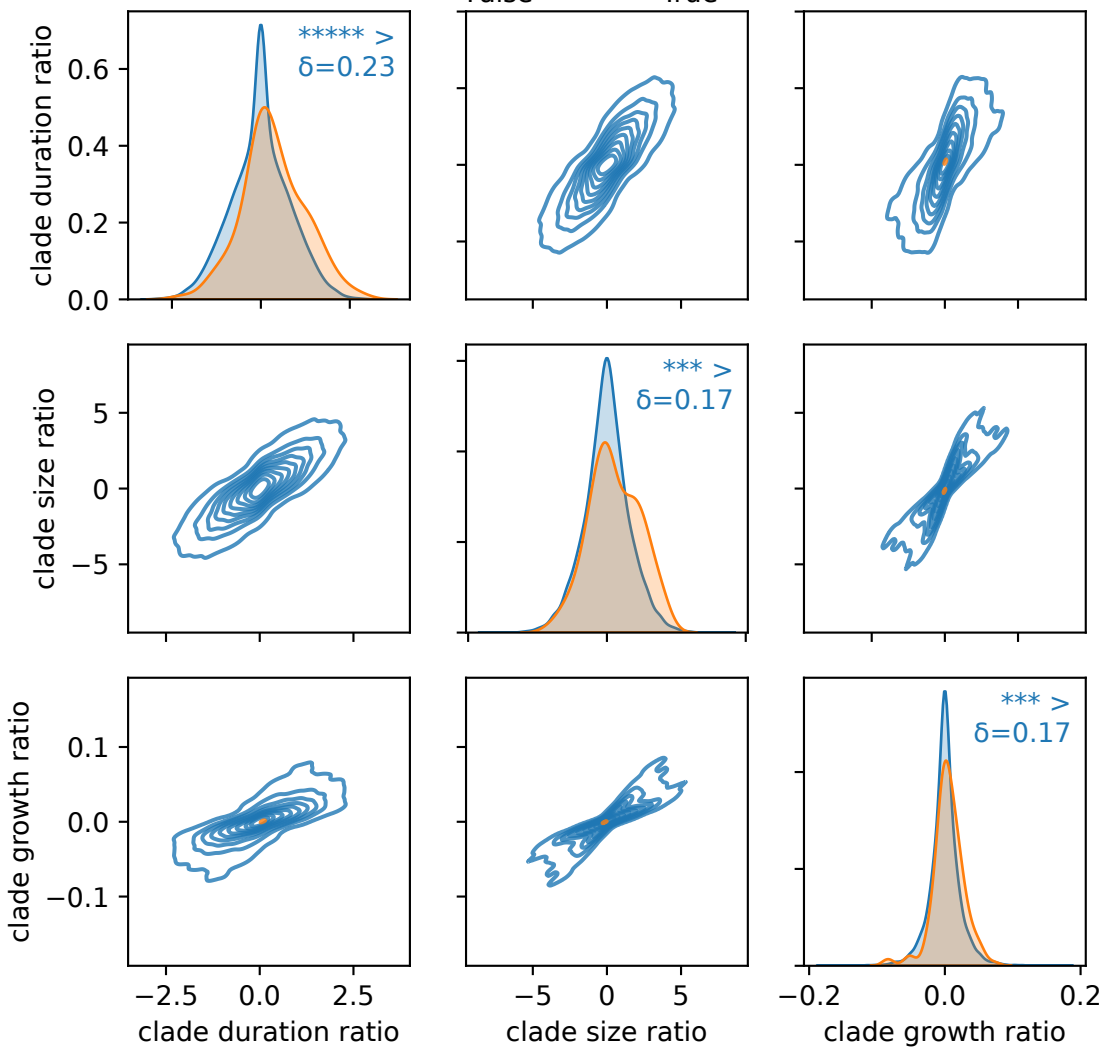 clade duration ratio
0.6
0.4
0.2
0.0
***** >
δ=0.23
clade size ratio
5
0
−5
*** >
δ=0.17
clade growth ratio
0.1
0.0
−0.1
*** >
δ=0.17
−2.5 0.0 2.5
−5 0 5
−0.2 0.0 0.2
clade duration ratio
clade size ratio
clade growth ratio